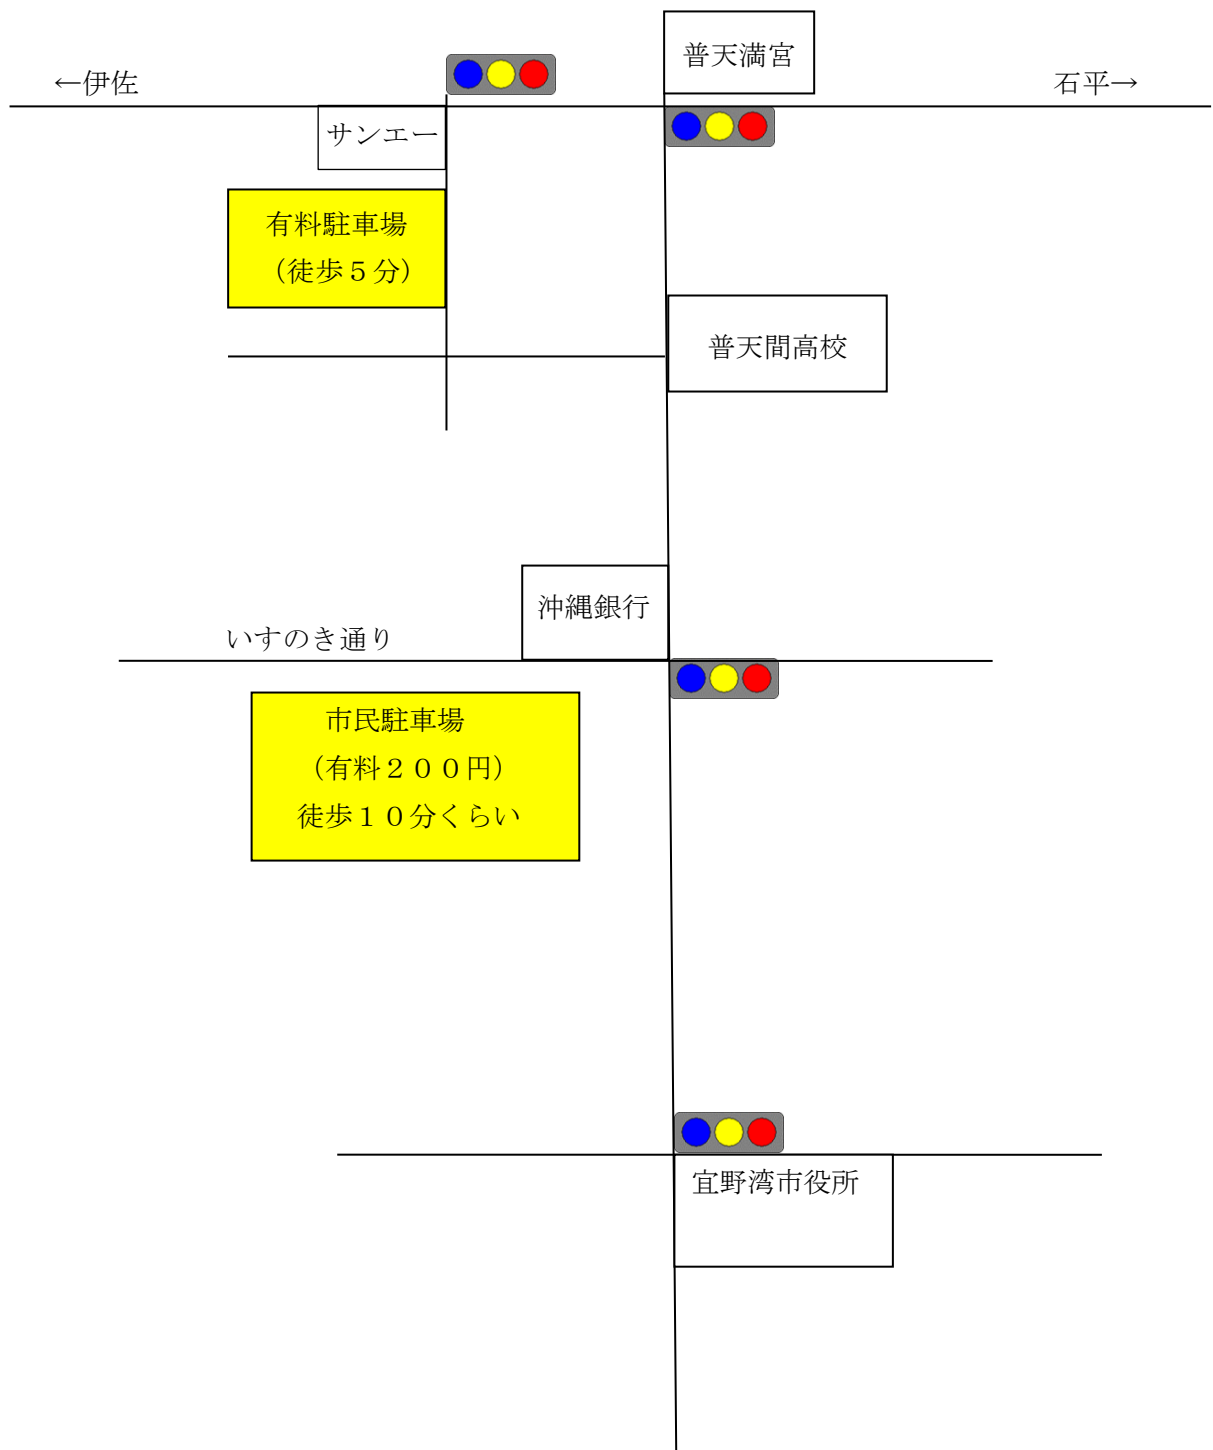 普天満宮
←伊佐
石平→
サンエー
有料駐車場
（徒歩５分）
普天間高校
沖縄銀行
いすのき通り
市民駐車場
（有料２００円）
徒歩１０分くらい
宜野湾市役所